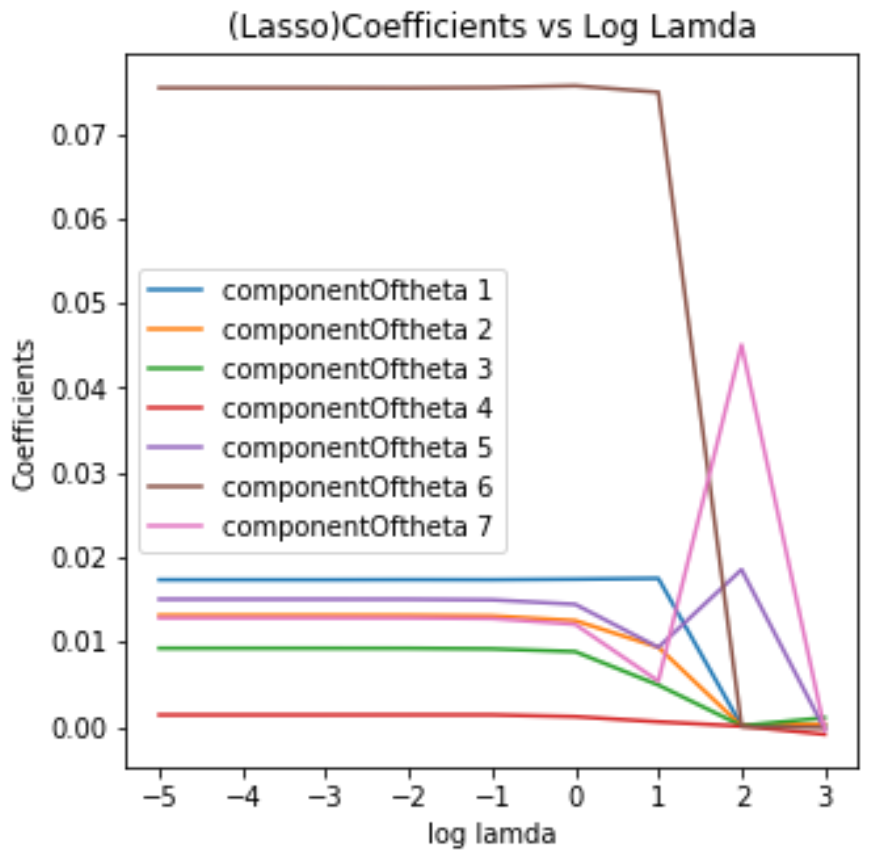 (Lasso)Coefficients vs Log Lamda
Coefficients
0.07
0.06
0.05
0.04
0.03
0.02
0.01
0.00
componentOftheta 1
componentOftheta 2
componentOftheta 3
componentOftheta 4
componentOftheta 5
componentOftheta 6
componentOftheta 7
−5 −4 −3 −2 −1 0 1 2 3
log lamda